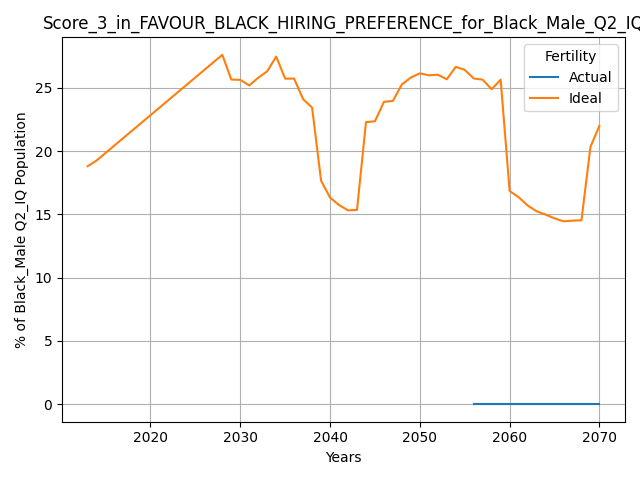 Score_3_in_FAVOUR_BLACK_HIRING_PREFERENCE_for_Black_Male_Q2_IQ
Fertility
Actual
Ideal
% of Black_Male Q2_IQ Population
25
20
15
10
5
0
2020 2030 2040 2050 2060 2070
Years